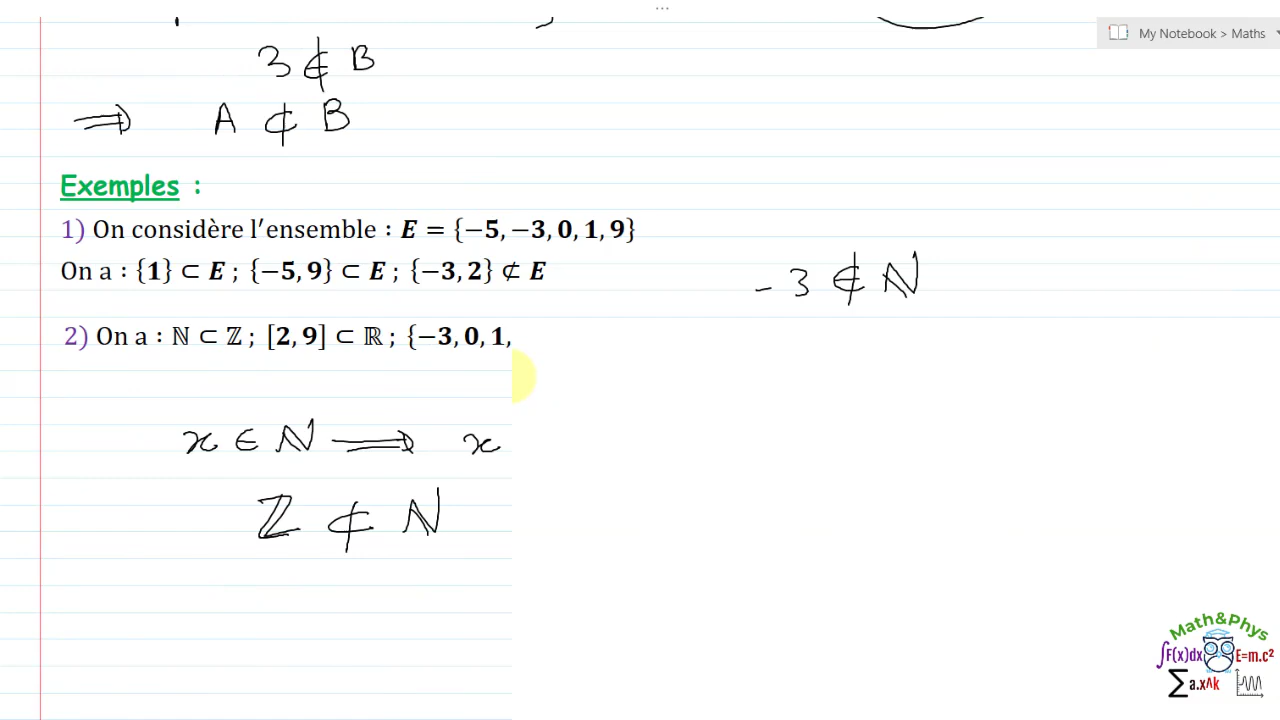 My Notebook > Maths
3 ∉ B
⟹ A ⊄ B
Exemples :
1) On considère l′ensemble : E = {−5, −3, 0, 1, 9}
On a : {1} ⊂ E ; {−5, 9} ⊂ E ; {−3, 2} ⊄ E
-3 ∉ ℕ
2) On a : ℕ ⊂ ℤ ; [2, 9] ⊂ ℝ ; {−3, 0, 1,
x ∈ ℕ ⟹ x
ℤ ⊄ ℕ
Math&Phys
∫F(x)dx E=m.c²
∑a.x^k